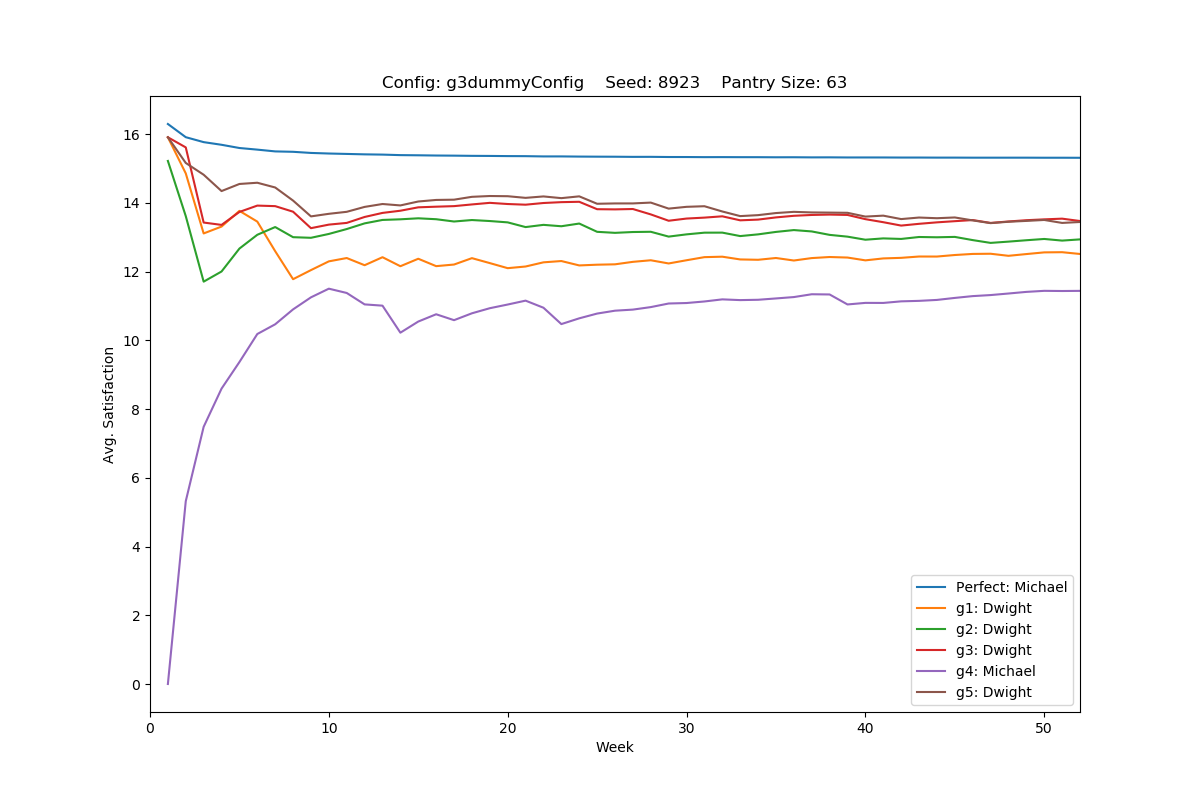 Config: g3dummyConfig    Seed: 8923    Pantry Size: 63
16
14
12
10
8
6
4
2
0
Avg. Satisfaction
0 10 20 30 40 50
Week
Perfect: Michael
g1: Dwight
g2: Dwight
g3: Dwight
g4: Michael
g5: Dwight